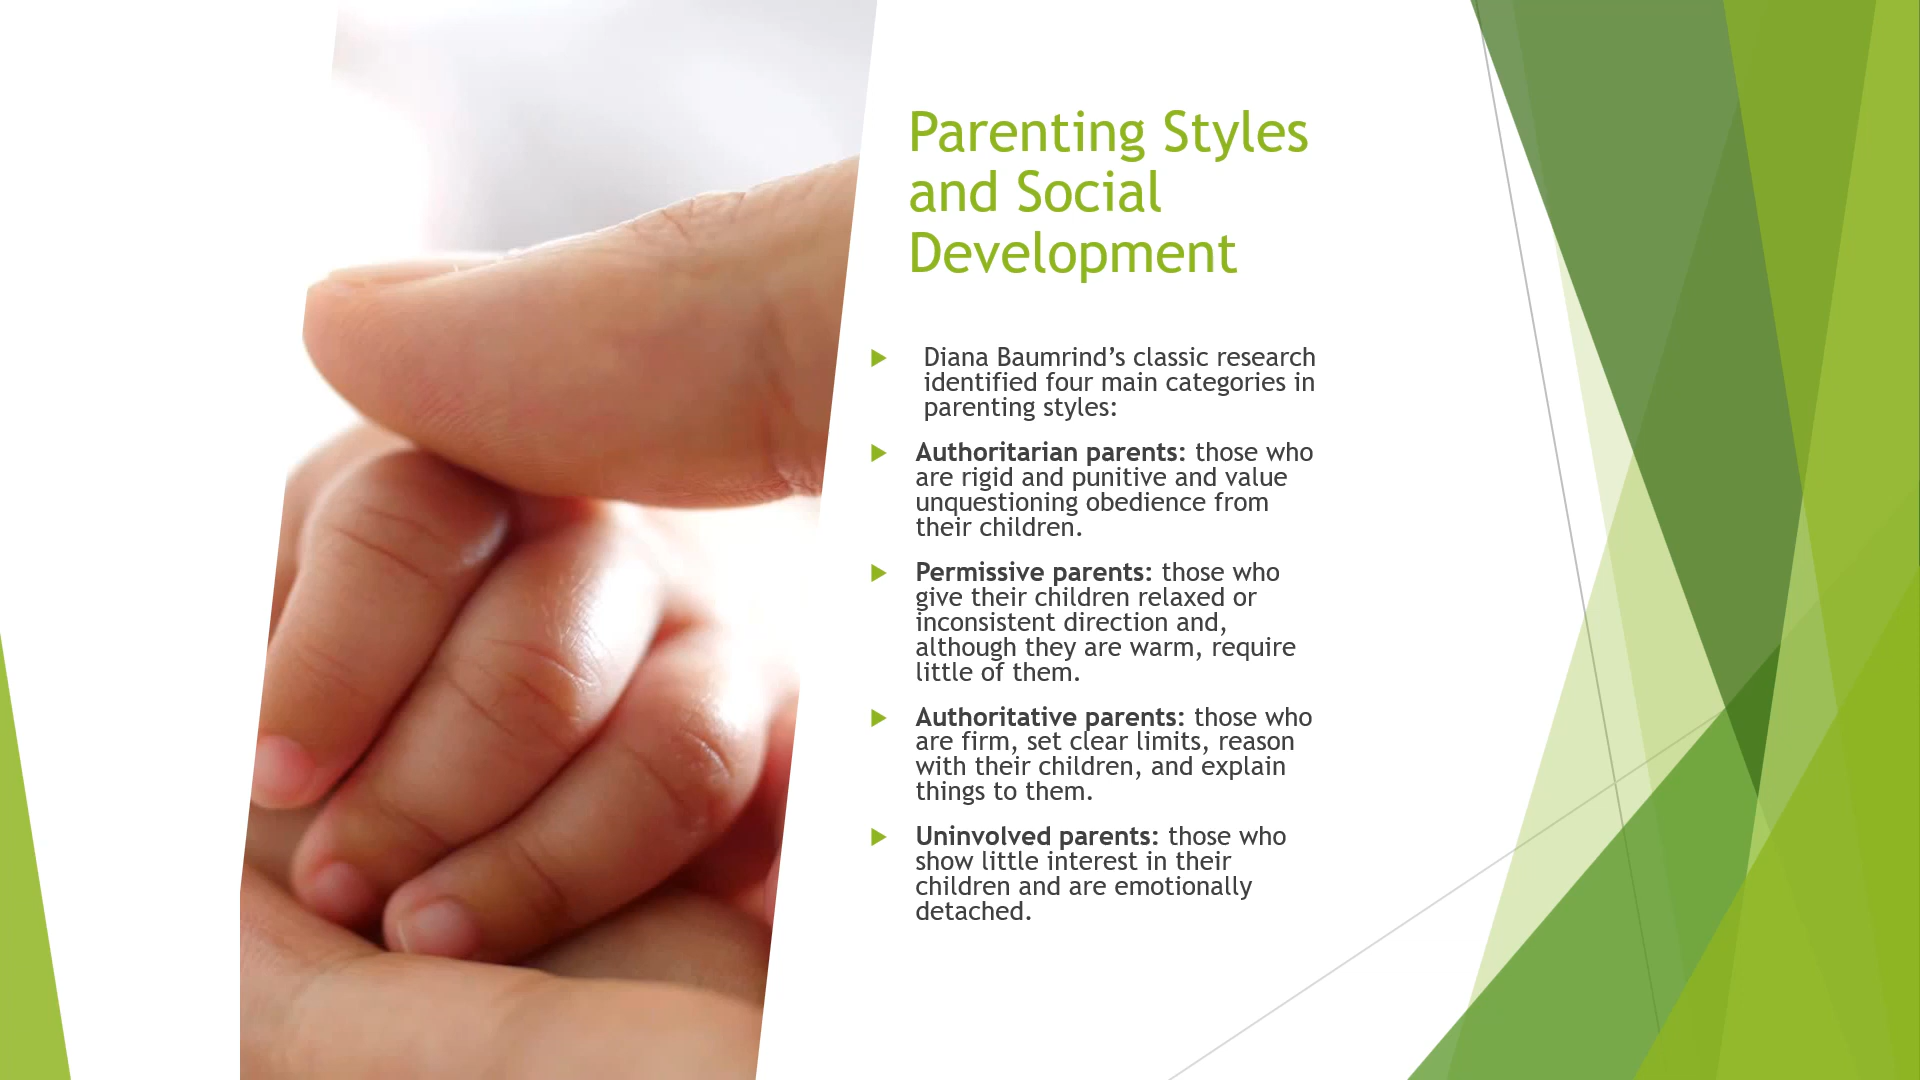 Parenting Styles
and Social
Development
Diana Baumrind’s classic research
identified four main categories in
parenting styles:
Authoritarian parents: those who
are rigid and punitive and value
unquestioning obedience from
their children.
Permissive parents: those who
give their children relaxed or
inconsistent direction and,
although they are warm, require
little of them.
Authoritative parents: those who
are firm, set clear limits, reason
with their children, and explain
things to them.
Uninvolved parents: those who
show little interest in their
children and are emotionally
detached.